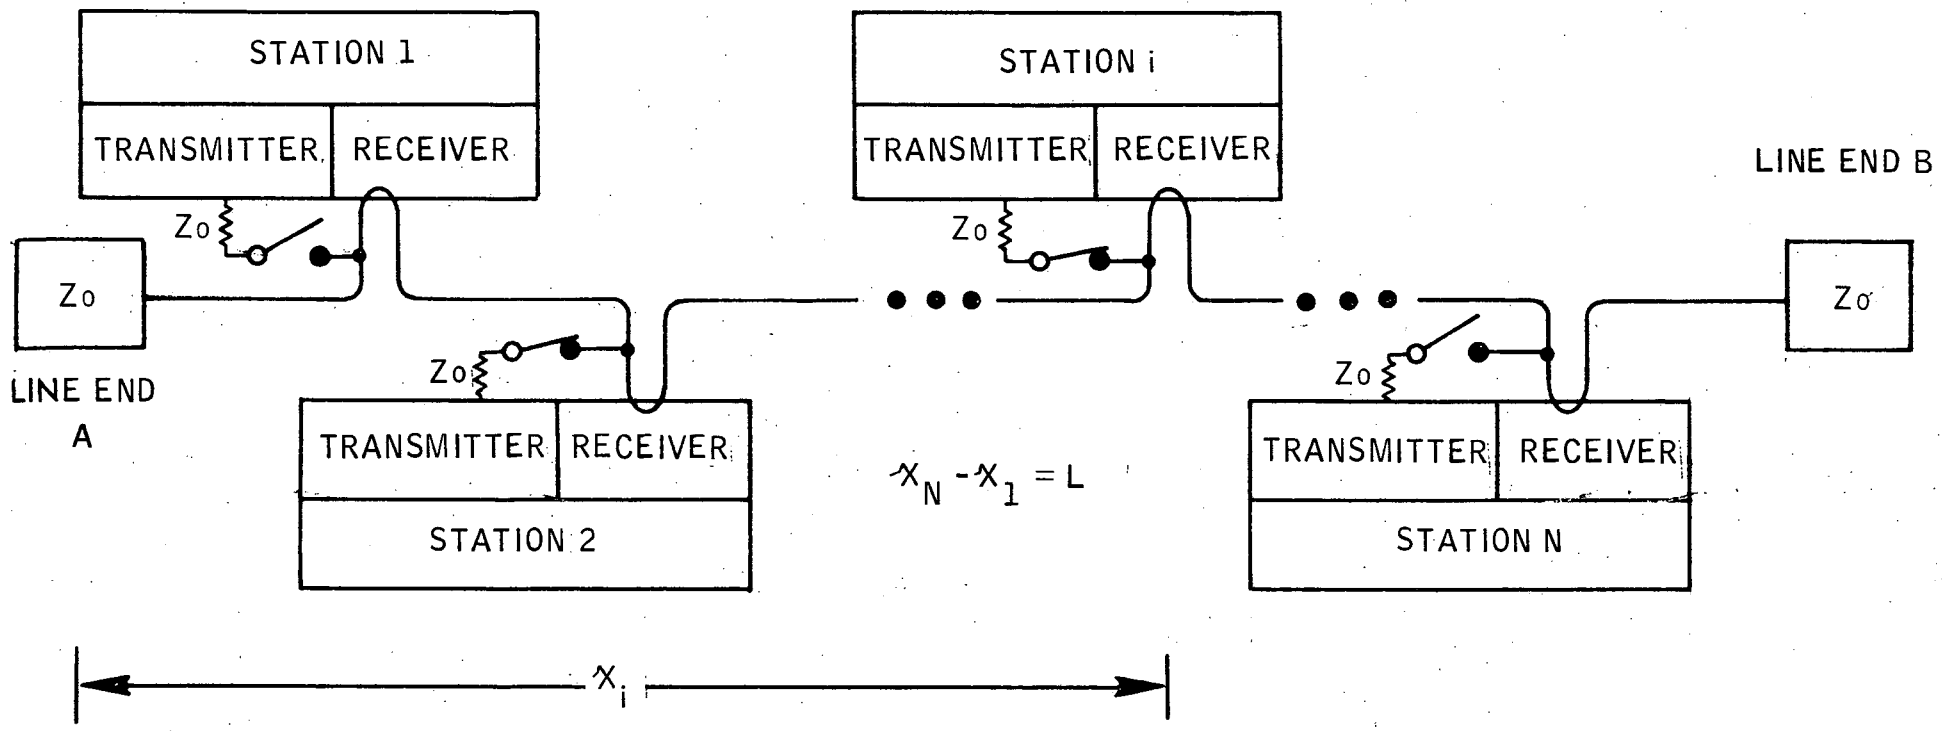 STATION 1
TRANSMITTER RECEIVER
Zo
STATION i
TRANSMITTER RECEIVER
Zo
LINE END B
Zo
Zo
LINE END
A
Zo
TRANSMITTER RECEIVER
STATION 2
x_N - x_1 = L
Zo
TRANSMITTER RECEIVER
STATION N
x_i